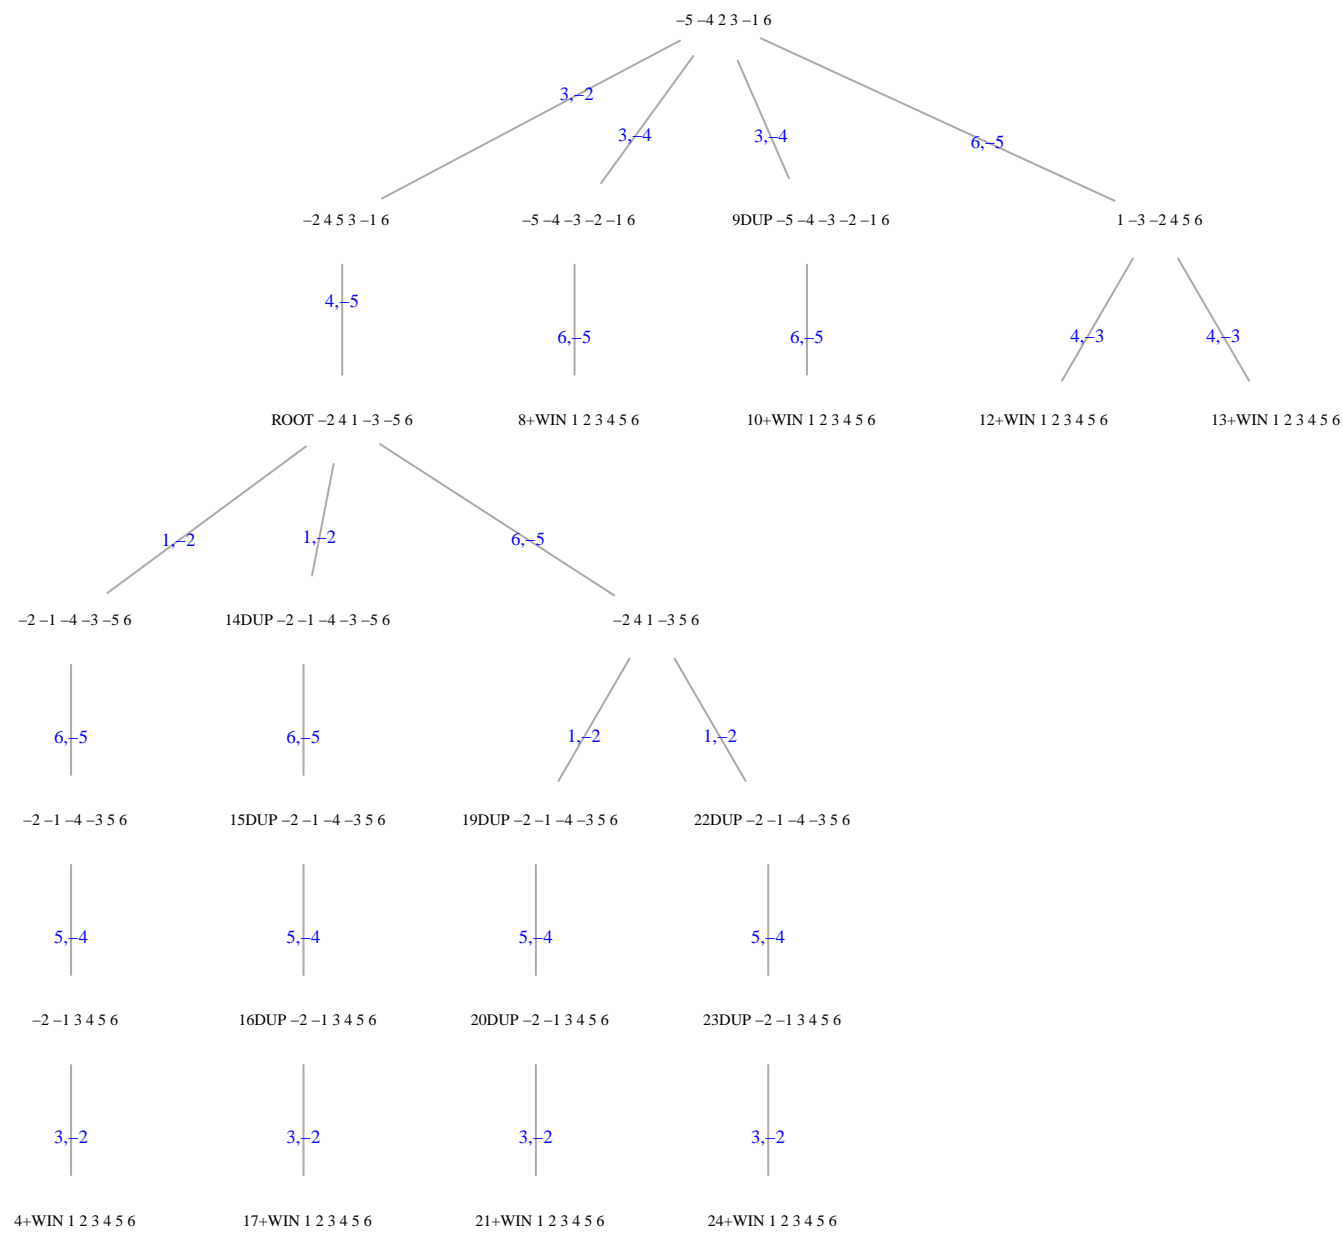 –5 –4 2 3 –1 6
3,–2
3,–4
3,–4
6,–5
–2 4 5 3 –1 6
–5 –4 –3 –2 –1 6
9DUP –5 –4 –3 –2 –1 6
1 –3 –2 4 5 6
4,–5
6,–5
6,–5
4,–3
4,–3
ROOT –2 4 1 –3 –5 6
8+WIN 1 2 3 4 5 6
10+WIN 1 2 3 4 5 6
12+WIN 1 2 3 4 5 6
13+WIN 1 2 3 4 5 6
1,–2
1,–2
6,–5
–2 –1 –4 –3 –5 6
14DUP –2 –1 –4 –3 –5 6
–2 4 1 –3 5 6
6,–5
6,–5
1,–2
1,–2
–2 –1 –4 –3 5 6
15DUP –2 –1 –4 –3 5 6
19DUP –2 –1 –4 –3 5 6
22DUP –2 –1 –4 –3 5 6
5,–4
5,–4
5,–4
5,–4
–2 –1 3 4 5 6
16DUP –2 –1 3 4 5 6
20DUP –2 –1 3 4 5 6
23DUP –2 –1 3 4 5 6
3,–2
3,–2
3,–2
3,–2
4+WIN 1 2 3 4 5 6
17+WIN 1 2 3 4 5 6
21+WIN 1 2 3 4 5 6
24+WIN 1 2 3 4 5 6